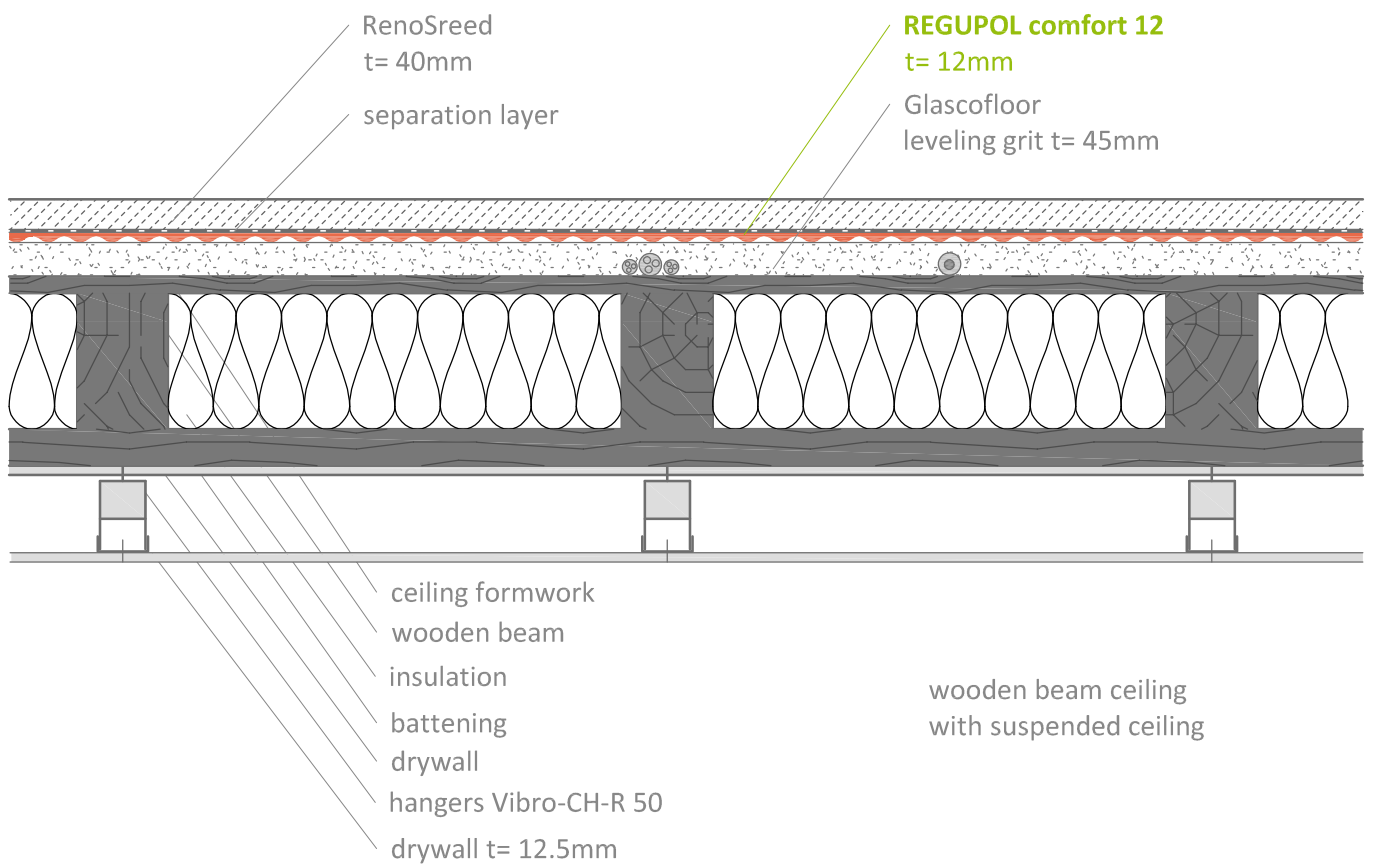 RenoSreed
t= 40mm
separation layer
REGUPOL comfort 12
t= 12mm
Glascofloor
leveling grit t= 45mm
ceiling formwork
wooden beam
insulation
battening
drywall
hangers Vibro-CH-R 50
drywall t= 12.5mm
wooden beam ceiling
with suspended ceiling